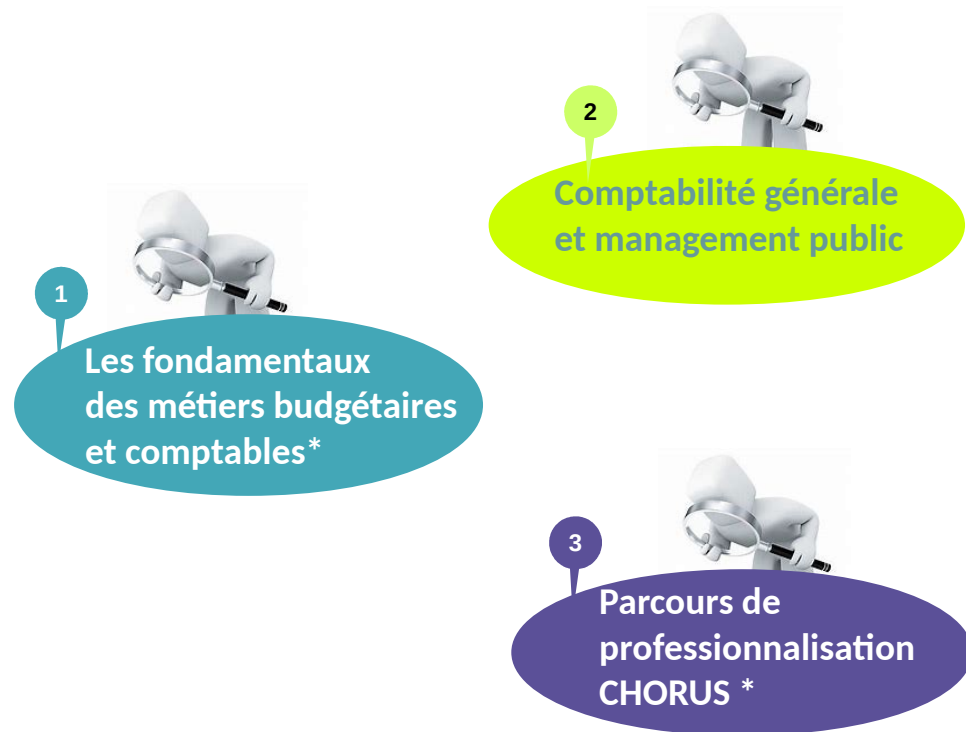 1
Les fondamentaux
des métiers budgétaires
et comptables*
2
Comptabilité générale
et management public
3
Parcours de
professionnalisation
CHORUS *